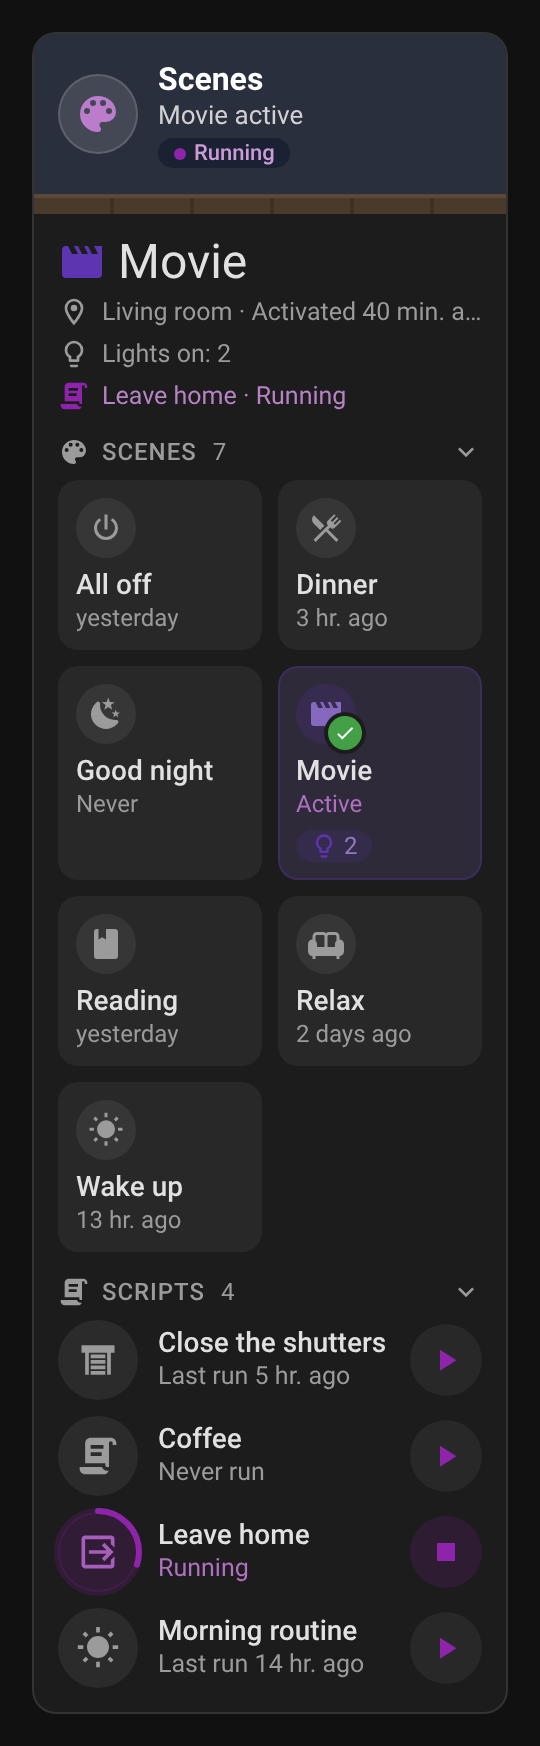 Scenes
Movie active
Running
Movie
Living room · Activated 40 min. a...
Lights on: 2
Leave home · Running
SCENES 7
All off
yesterday
Dinner
3 hr. ago
Good night
Never
Movie
Active
2
Reading
yesterday
Relax
2 days ago
Wake up
13 hr. ago
SCRIPTS 4
Close the shutters
Last run 5 hr. ago
Coffee
Never run
Leave home
Running
Morning routine
Last run 14 hr. ago